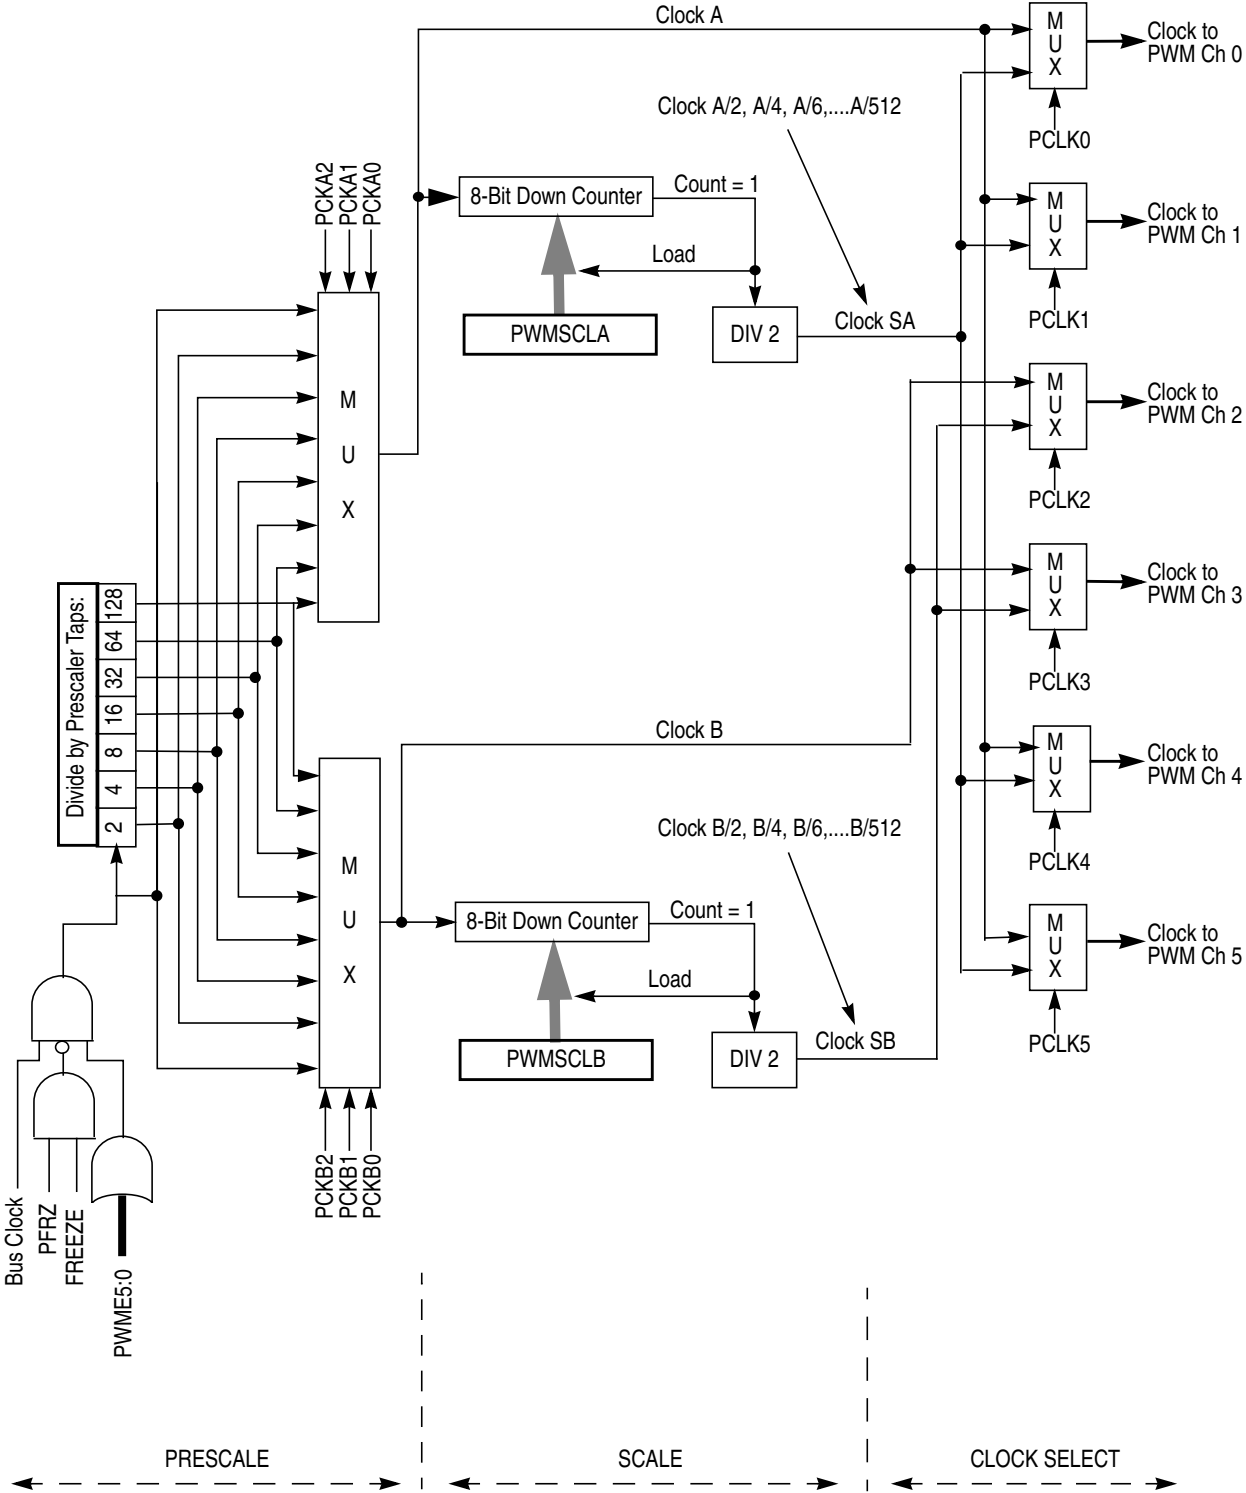 Clock A
M
U
X
Clock to
PWM Ch 0
PCLK0
Clock A/2, A/4, A/6,....A/512
PCKA2
PCKA1
PCKA0
8-Bit Down Counter
Count = 1
Load
PWMSCLA
DIV 2
Clock SA
M
U
X
Clock to
PWM Ch 1
PCLK1
M
U
X
M
U
X
Clock to
PWM Ch 2
PCLK2
M
U
X
Clock to
PWM Ch 3
PCLK3
Divide by Prescaler Taps:
128
64
32
16
8
4
2
Clock B
M
U
X
Clock to
PWM Ch 4
PCLK4
Clock B/2, B/4, B/6,....B/512
M
U
X
8-Bit Down Counter
Count = 1
Load
PWMSCLB
DIV 2
Clock SB
M
U
X
Clock to
PWM Ch 5
PCLK5
PCKB2
PCKB1
PCKB0
Bus Clock
PFRZ
FREEZE
PWME5:0
PRESCALE
SCALE
CLOCK SELECT